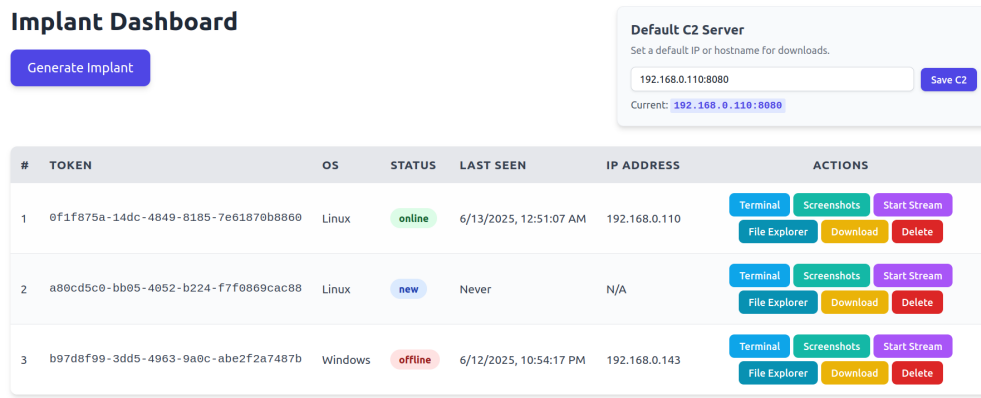 Implant Dashboard
Generate Implant
Default C2 Server
Set a default IP or hostname for downloads.
192.168.0.110:8080
Save C2
Current: 192.168.0.110:8080
# TOKEN OS STATUS LAST SEEN IP ADDRESS ACTIONS
1 0f1f875a-14dc-4849-8185-7e61870b8860 Linux online 6/13/2025, 12:51:07 AM 192.168.0.110
Terminal Screenshots Start Stream
File Explorer Download Delete
2 a80cd5c0-bb05-4052-b224-f7f0869cac88 Linux new Never N/A
Terminal Screenshots Start Stream
File Explorer Download Delete
3 b97d8f99-3dd5-4963-9a0c-abe2f2a7487b Windows offline 6/12/2025, 10:54:17 PM 192.168.0.143
Terminal Screenshots Start Stream
File Explorer Download Delete